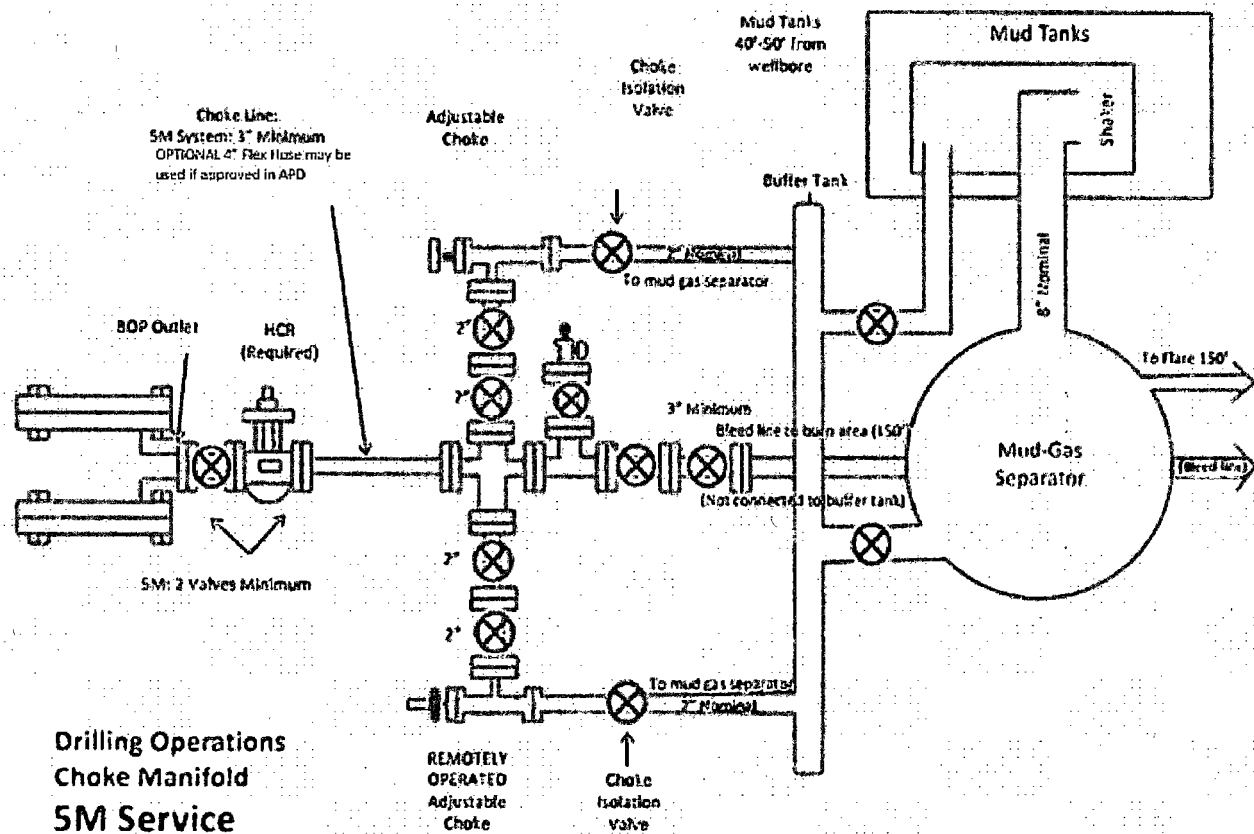 Mud Tanks
40'-50' from
wellbore
Mud Tanks
Shaker
Choke
Isolation
Valve
Choke Line:
5M System: 3" Minimum
OPTIONAL 4" Flex Hose may be
used if approved in APD
Adjustable
Choke
Buffer Tank
2" Nominal
To mud gas separator
8" Nominal
BOP Outlet
HCR
(Required)
2"
2"
To Flare 150'
3" Minimum
Bleed line to burn area (150'
Mud-Gas
Separator
(Bleed line)
(Not connected to buffer tank)
5M: 2 Valves Minimum
2"
2"
To mud gas separator
2" Nominal
Drilling Operations
Choke Manifold
5M Service
REMOTELY
OPERATED
Adjustable
Choke
Choke
Isolation
Valve